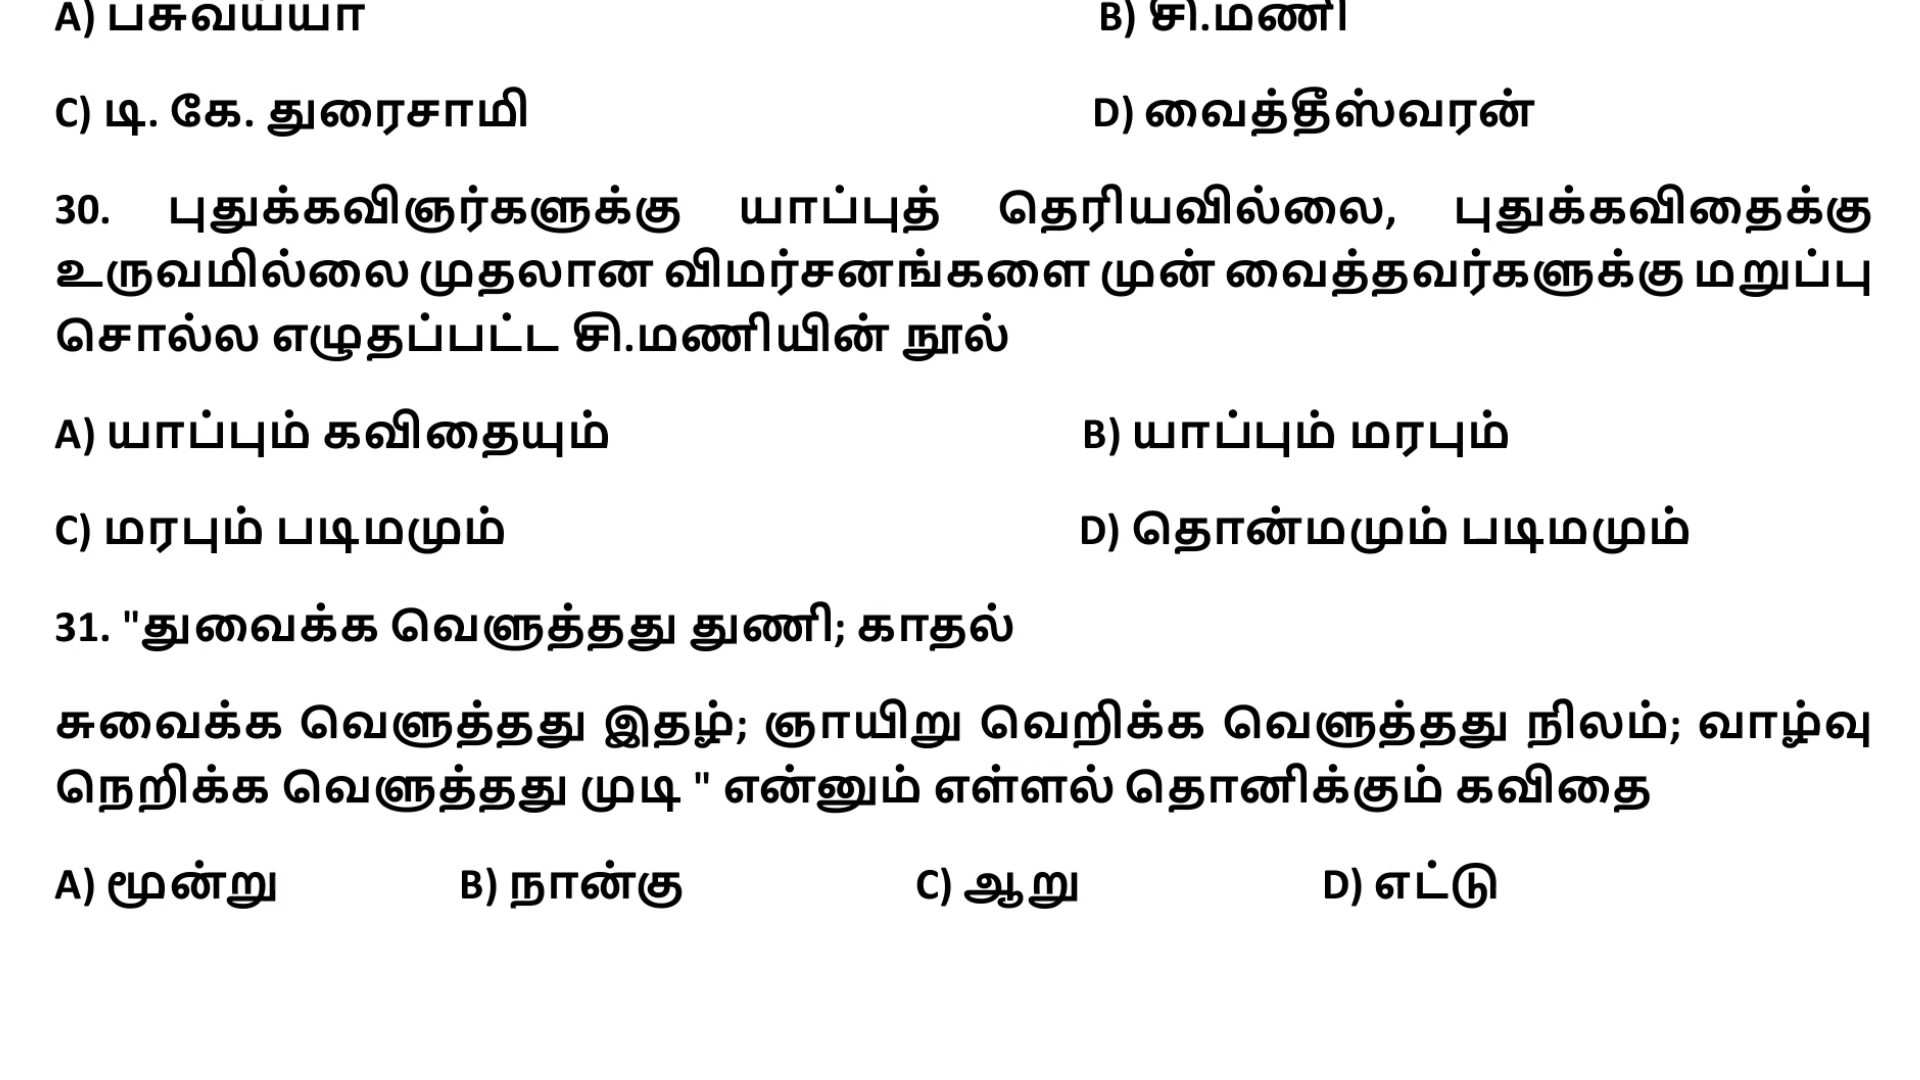 A) பசுவய்யா B) சி.மணி
C) டி. கே. துரைசாமி D) வைத்தீஸ்வரன்
30. புதுக்கவிஞர்களுக்கு யாப்புத் தெரியவில்லை, புதுக்கவிதைக்கு
உருவமில்லை முதலான விமர்சனங்களை முன் வைத்தவர்களுக்கு மறுப்பு
சொல்ல எழுதப்பட்ட சி.மணியின் நூல்
A) யாப்பும் கவிதையும் B) யாப்பும் மரபும்
C) மரபும் படிமமும் D) தொன்மமும் படிமமும்
31. "துவைக்க வெளுத்தது துணி; காதல்
சுவைக்க வெளுத்தது இதழ்; ஞாயிறு வெறிக்க வெளுத்தது நிலம்; வாழ்வு
நெறிக்க வெளுத்தது முடி " என்னும் எள்ளல் தொனிக்கும் கவிதை
A) மூன்று B) நான்கு C) ஆறு D) எட்டு